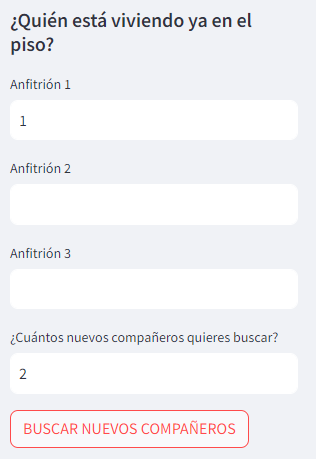 ¿Quién está viviendo ya en el
piso?
Anfitrión 1
1
Anfitrión 2
Anfitrión 3
¿Cuántos nuevos compañeros quieres buscar?
2
BUSCAR NUEVOS COMPAÑEROS